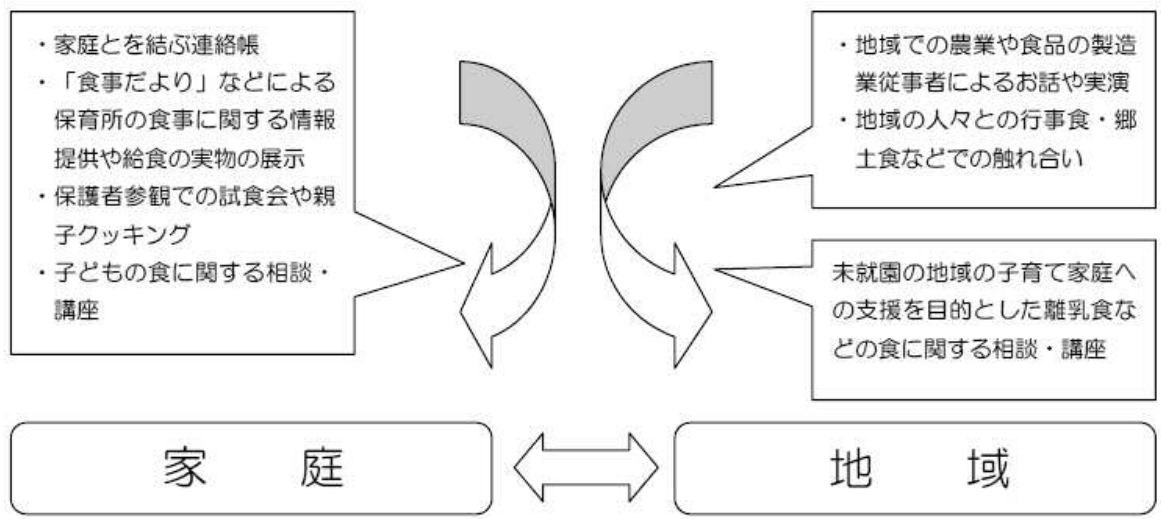 ・家庭とを結ぶ連絡帳
・「食事だより」などによる
保育所の食事に関する情報
提供や給食の実物の展示
・保護者参観での試食会や親
子クッキング
・子どもの食に関する相談・
講座
・地域での農業や食品の製造
業従事者によるお話や実演
・地域の人々との行事食・郷
土食などでの触れ合い
未就園の地域の子育て家庭へ
の支援を目的とした離乳食な
どの食に関する相談・講座
家　庭
地　域